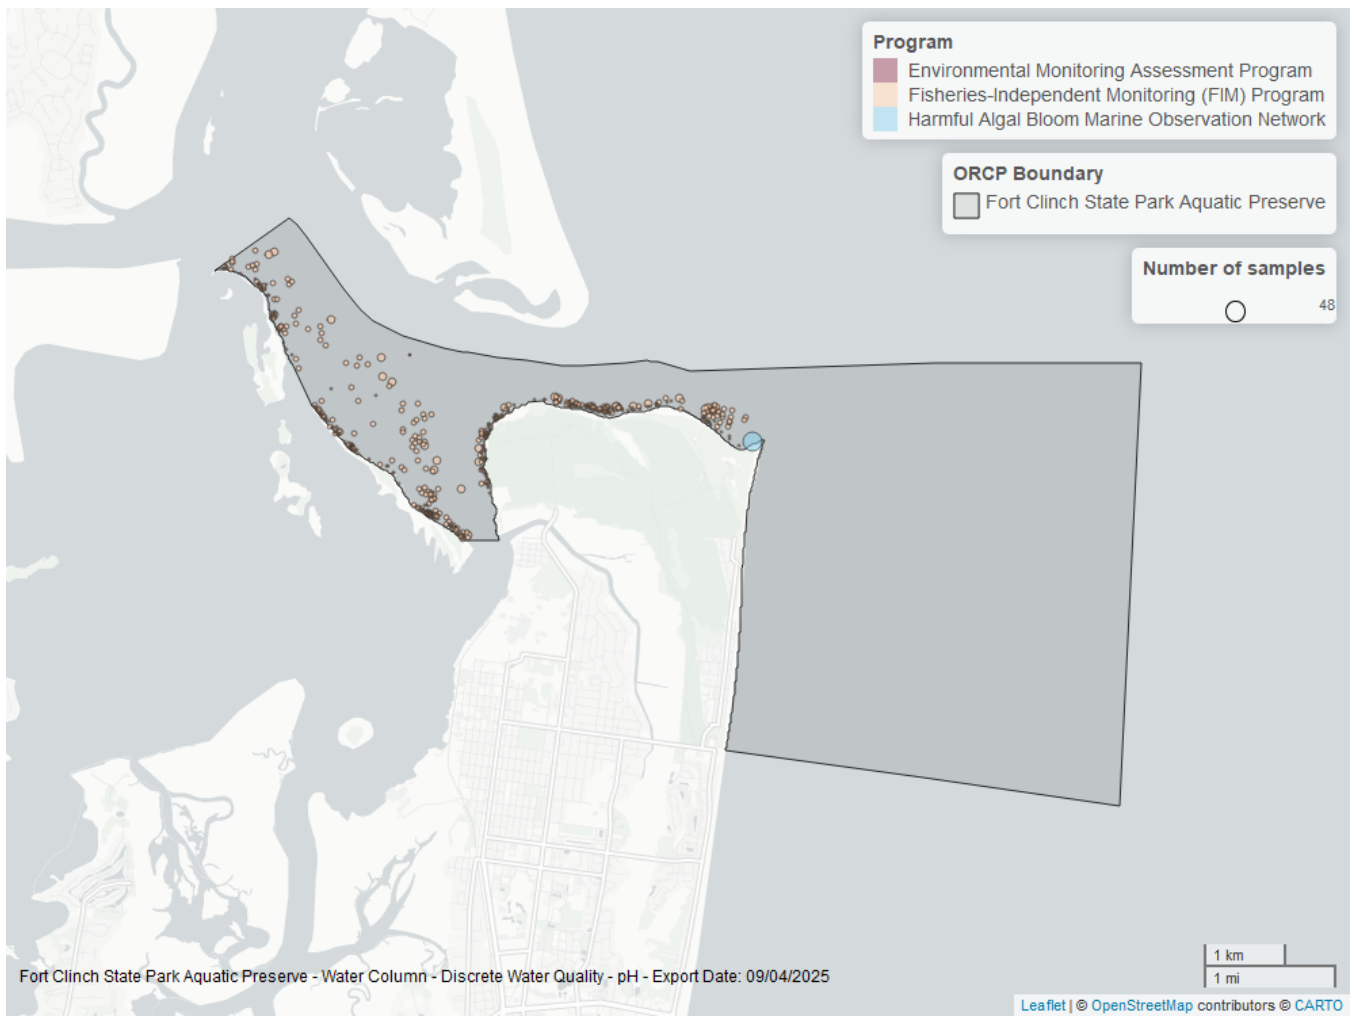 Program
Environmental Monitoring Assessment Program
Fisheries-Independent Monitoring (FIM) Program
Harmful Algal Bloom Marine Observation Network
ORCP Boundary
Fort Clinch State Park Aquatic Preserve
Number of samples
48
1 km
Fort Clinch State Park Aquatic Preserve - Water Column - Discrete Water Quality - pH - Export Date: 09/04/2025
1 mi
Leaflet | © OpenStreetMap contributors © CARTO